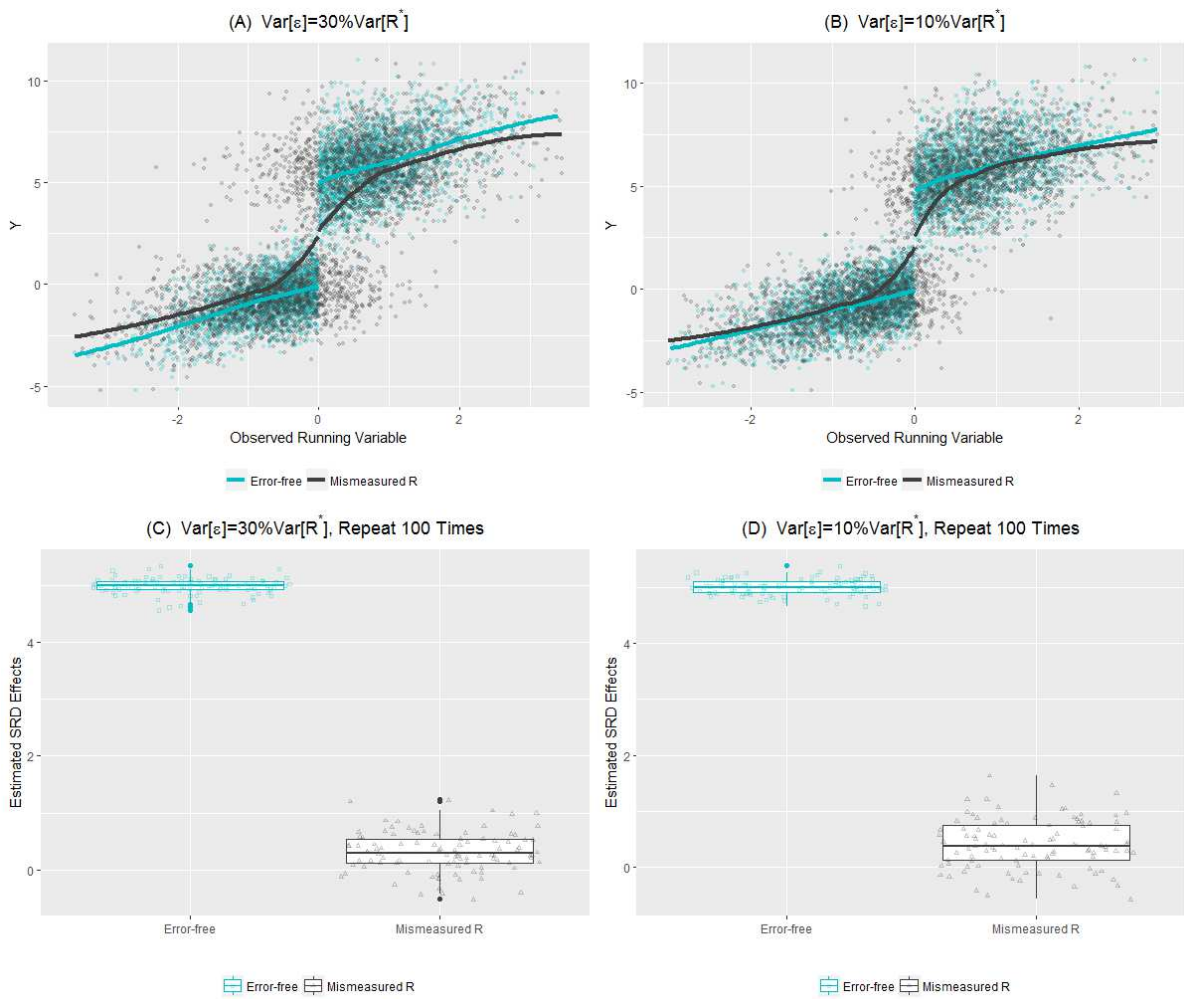 (A) Var[ε]=30%Var[R*]
10
5
0
-5
Y
-2
0
2
Observed Running Variable
Error-free Mismeasured R
(B) Var[ε]=10%Var[R*]
10
5
0
-5
Y
-2
0
2
Observed Running Variable
Error-free Mismeasured R
(C) Var[ε]=30%Var[R*], Repeat 100 Times
4
2
0
Estimated SRD Effects
Error-free
Mismeasured R
Error-free Mismeasured R
(D) Var[ε]=10%Var[R*], Repeat 100 Times
4
2
0
Estimated SRD Effects
Error-free
Mismeasured R
Error-free Mismeasured R